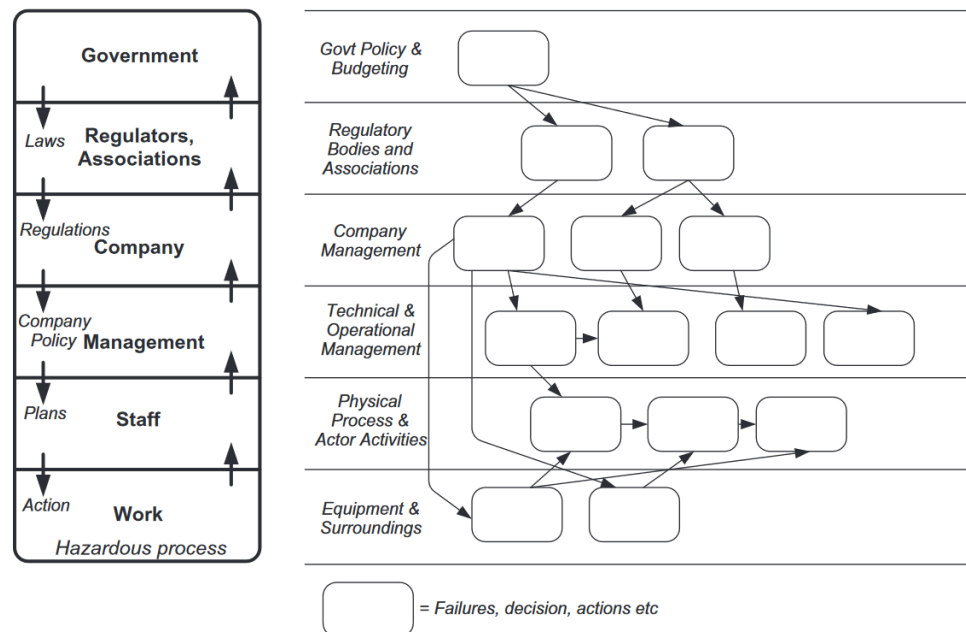 Government
Laws
Regulators,
Associations
Regulations
Company
Company
Policy
Management
Plans
Staff
Action
Work
Hazardous process
Govt Policy &
Budgeting
Regulatory
Bodies and
Associations
Company
Management
Technical &
Operational
Management
Physical
Process &
Actor Activities
Equipment &
Surroundings
= Failures, decision, actions etc